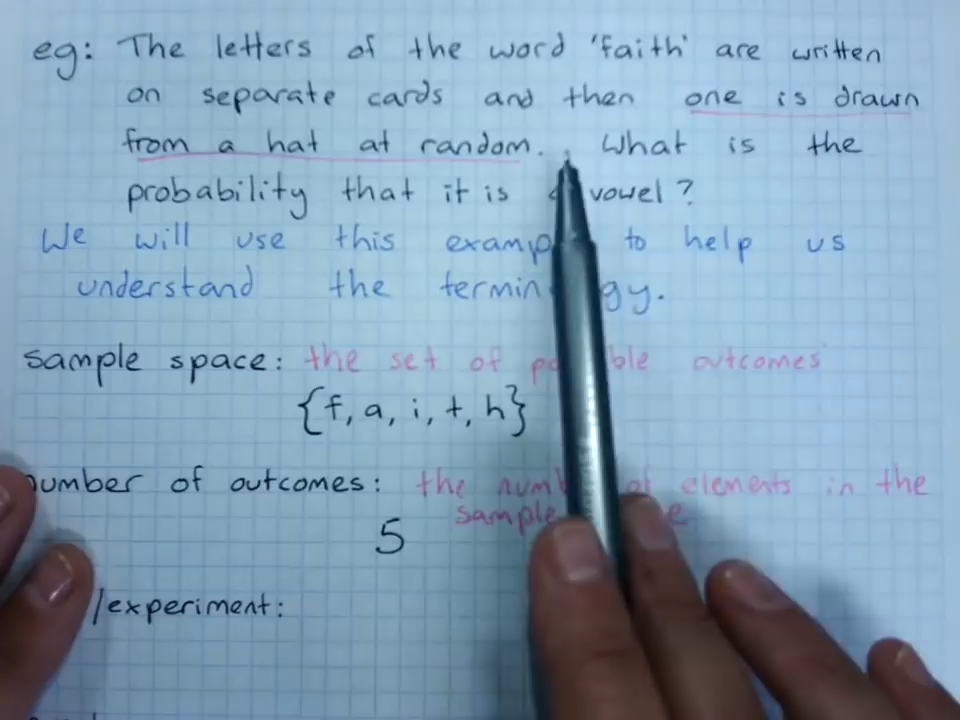 eg: The letters of the word 'faith' are written
on separate cards and then one is drawn
from a hat at random. What is the
probability that it is vowel?
We will use this to help us
understand the
sample space: the set of outcomes
{f, a, i, t, h}
number of outcomes: the of elements in the
sample
5
/experiment: